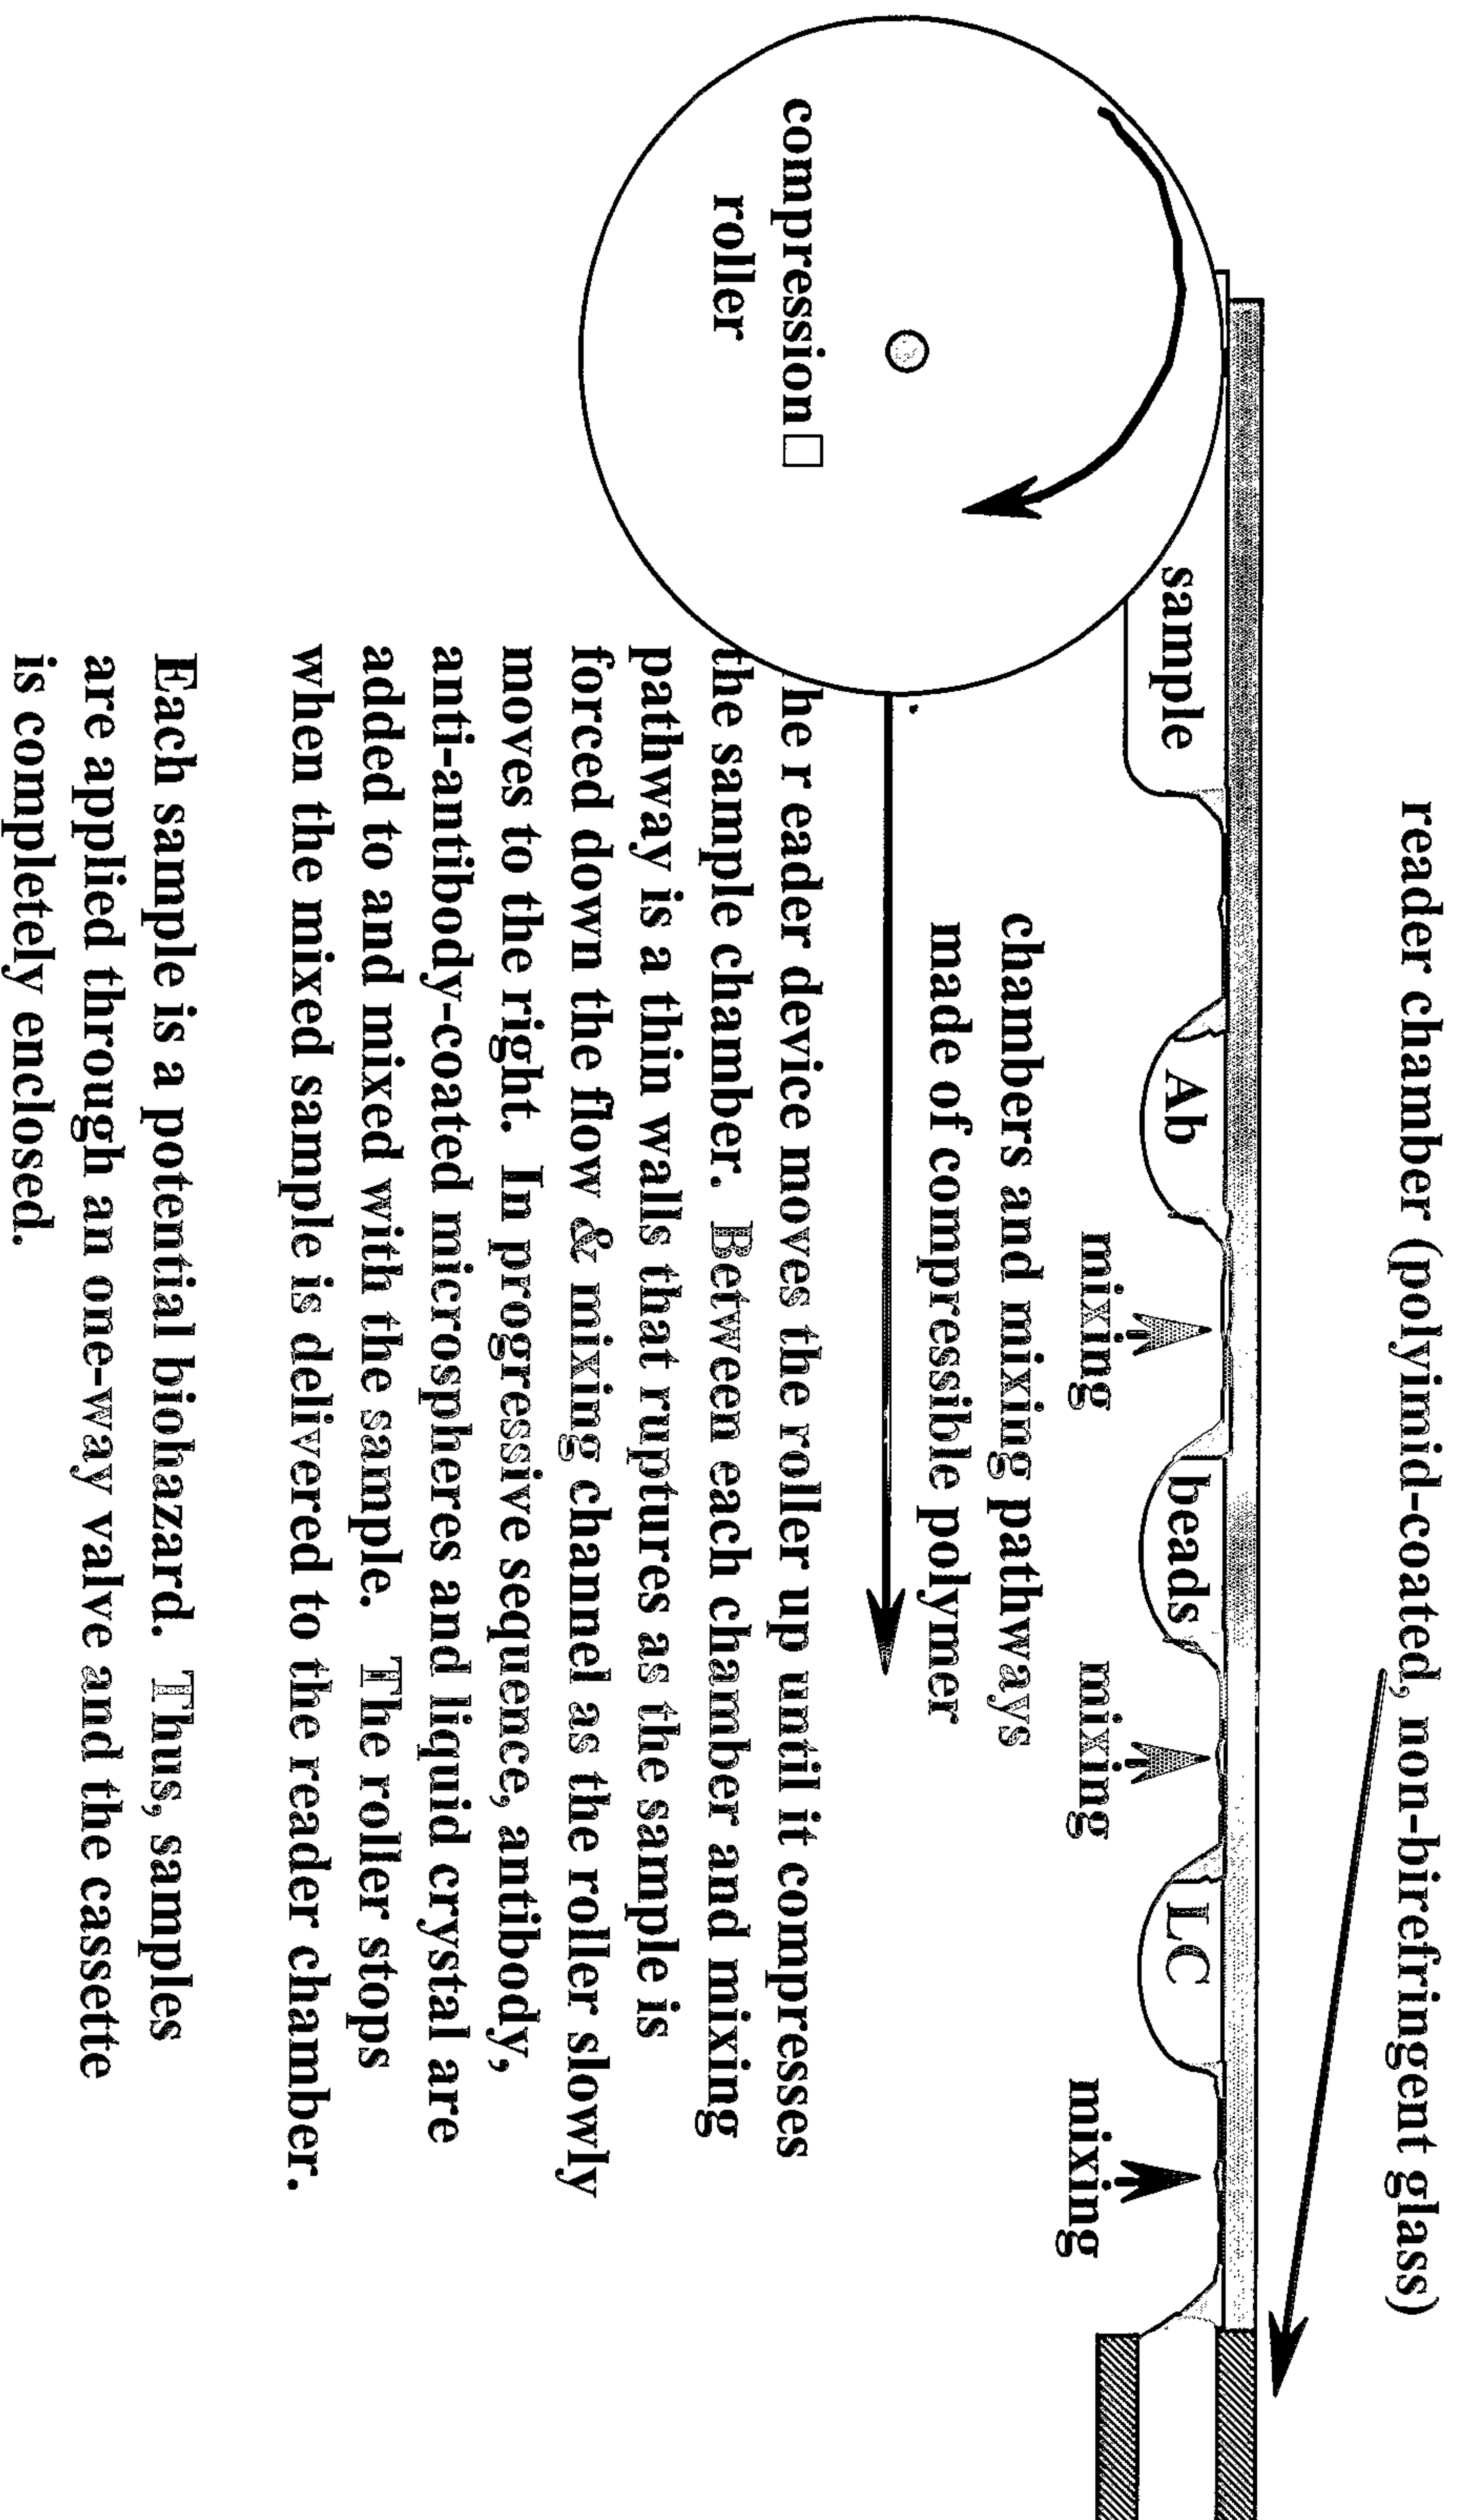 reader chamber (polyimid-coated, non-birefringent glass)
sample
Ab
beads
LC
mixing
mixing
mixing
chambers and mixing pathways
made of compressible polymer
compression
roller
he r eader device moves the roller up until it compresses
the sample chamber. Between each chamber and mixing
pathway is a thin walls that ruptures as the sample is
forced down the flow & mixing channel as the roller slowly
moves to the right. In progressive sequence, antibody,
anti-antibody-coated microspheres and liquid crystal are
added to and mixed with the sample. The roller stops
when the mixed sample is delivered to the reader chamber.
Each sample is a potential biohazard. Thus, samples
are applied through an one-way valve and the cassette
is completely enclosed.